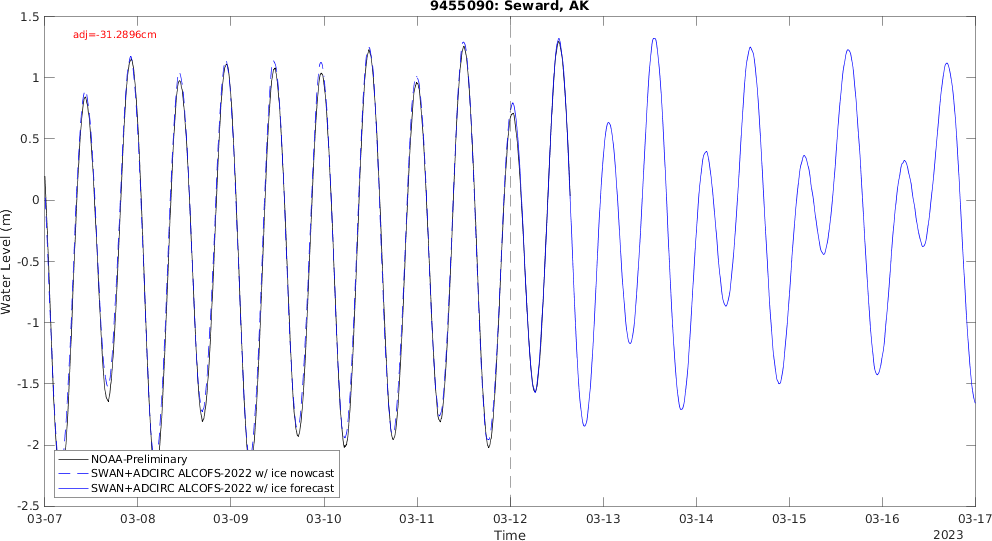 9455090: Seward, AK
adj=-31.2896cm
Water Level (m)
1.5
1
0.5
0
-0.5
-1
-1.5
-2
-2.5
NOAA-Preliminary
SWAN+ADCIRC ALCOFS-2022 w/ ice nowcast
SWAN+ADCIRC ALCOFS-2022 w/ ice forecast
03-07 03-08 03-09 03-10 03-11 03-12 03-13 03-14 03-15 03-16 03-17
Time
2023